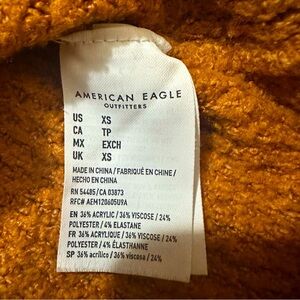 AMERICAN EAGLE
OUTFITTERS
US XS
CA TP
MX EXCH
UK XS
MADE IN CHINA / FABRIQUÉ EN CHINE /
HECHO EN CHINA
RN 54485 / CA 03873
RFC# AEM120605U9A
EN 36% ACRYLIC / 36% VISCOSE / 24%
POLYESTER / 4% ELASTANE
FR 36% ACRYLIQUE / 36% VISCOSE / 24%
POLYESTER / 4% ÉLASTHANNE
SP 36% acrílico / 36% viscosa / 24%